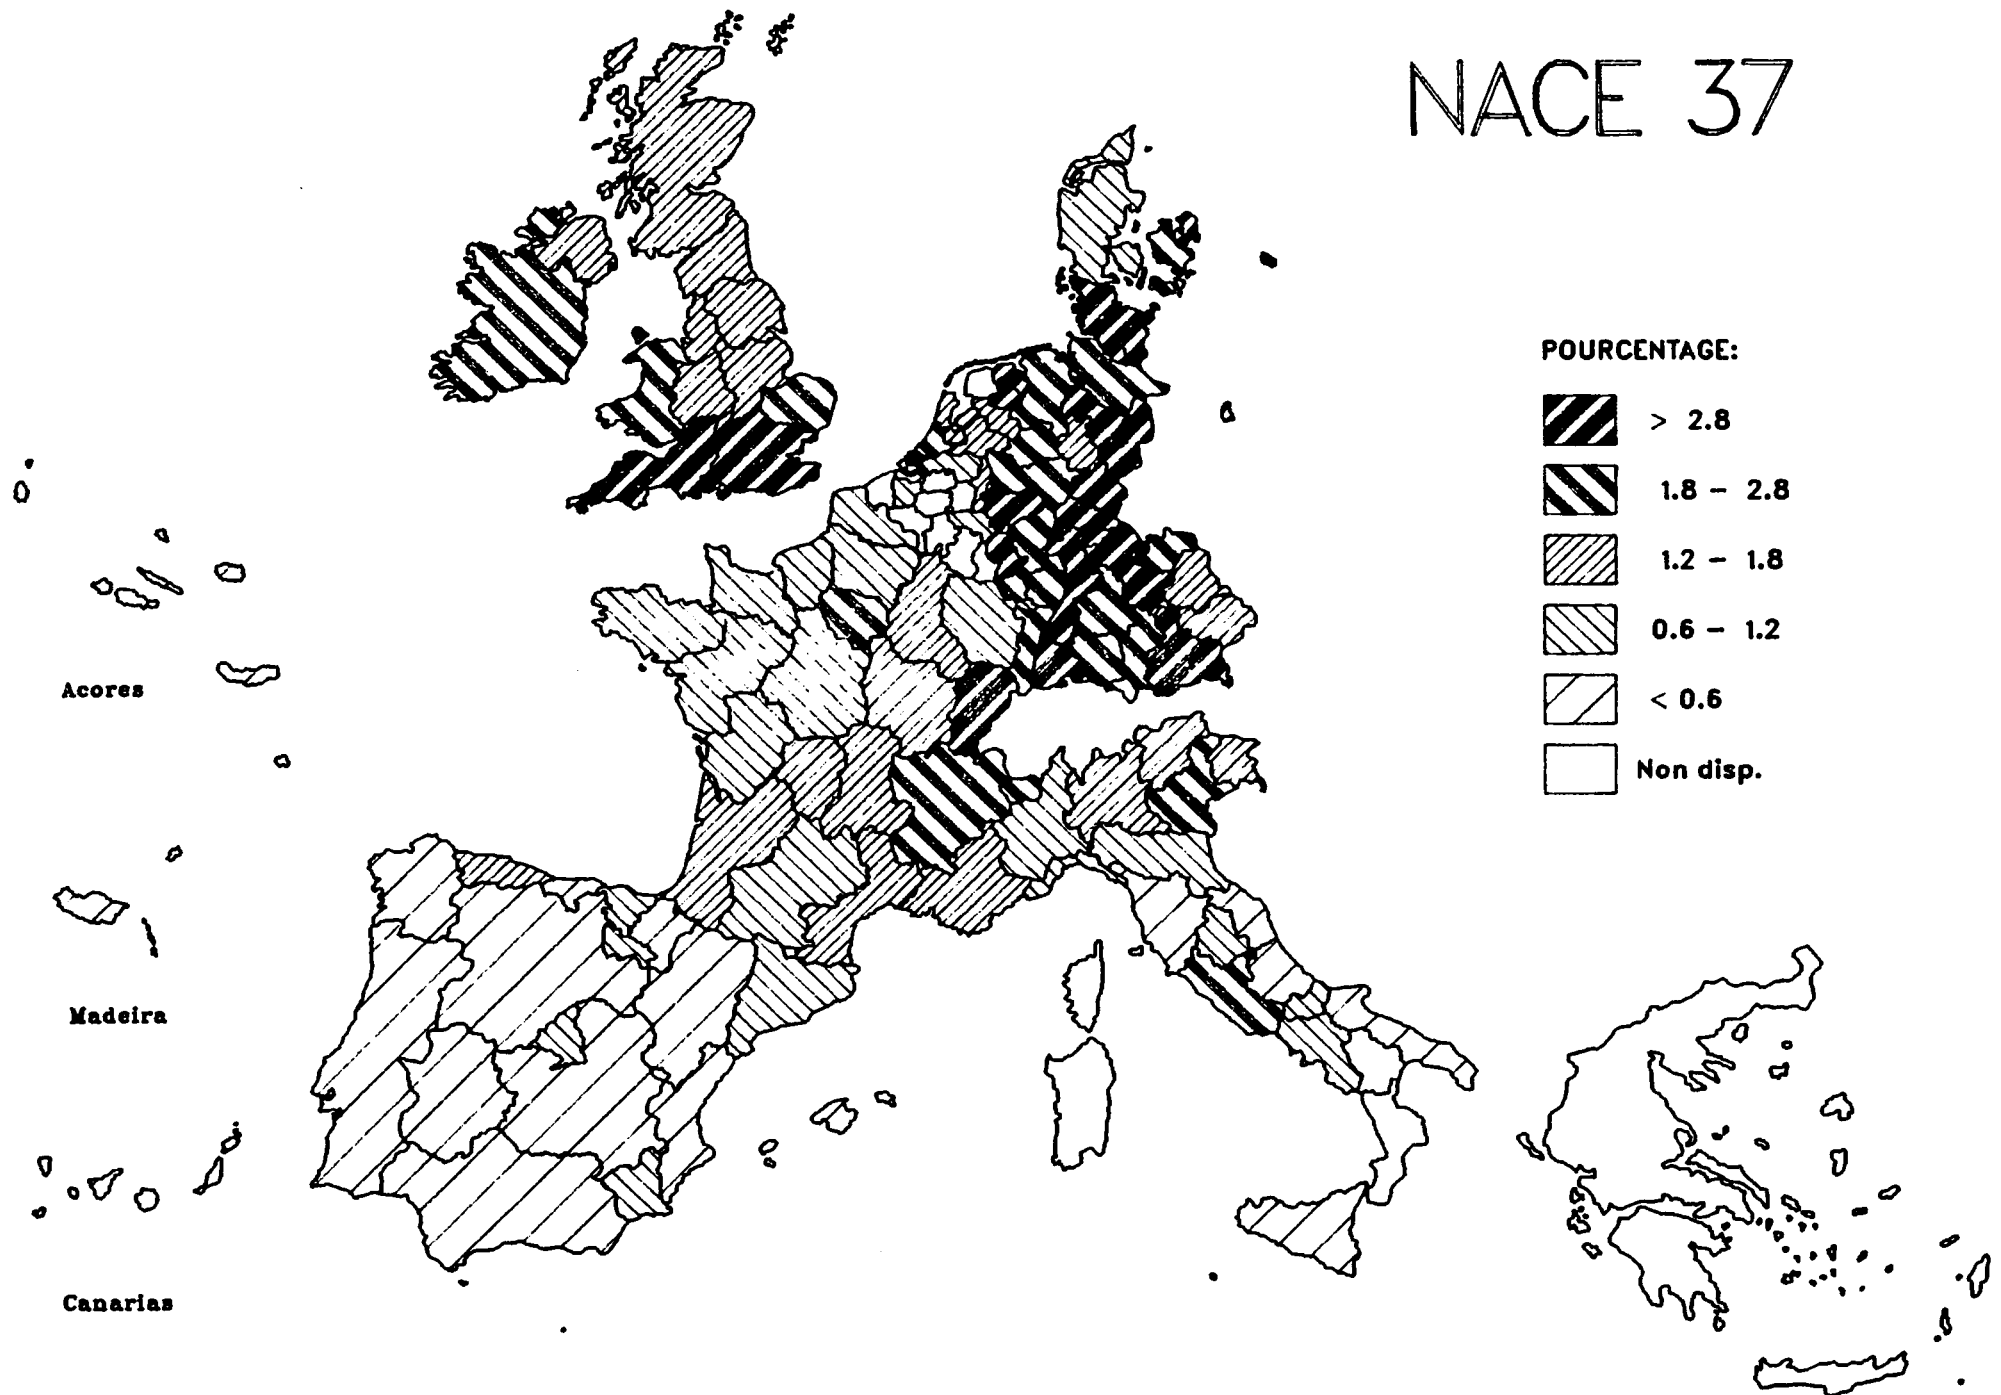 NACE 37
POURCENTAGE:
> 2.8
1.8 – 2.8
1.2 – 1.8
0.6 – 1.2
< 0.6
Non disp.
Acores
Madeira
Canarias